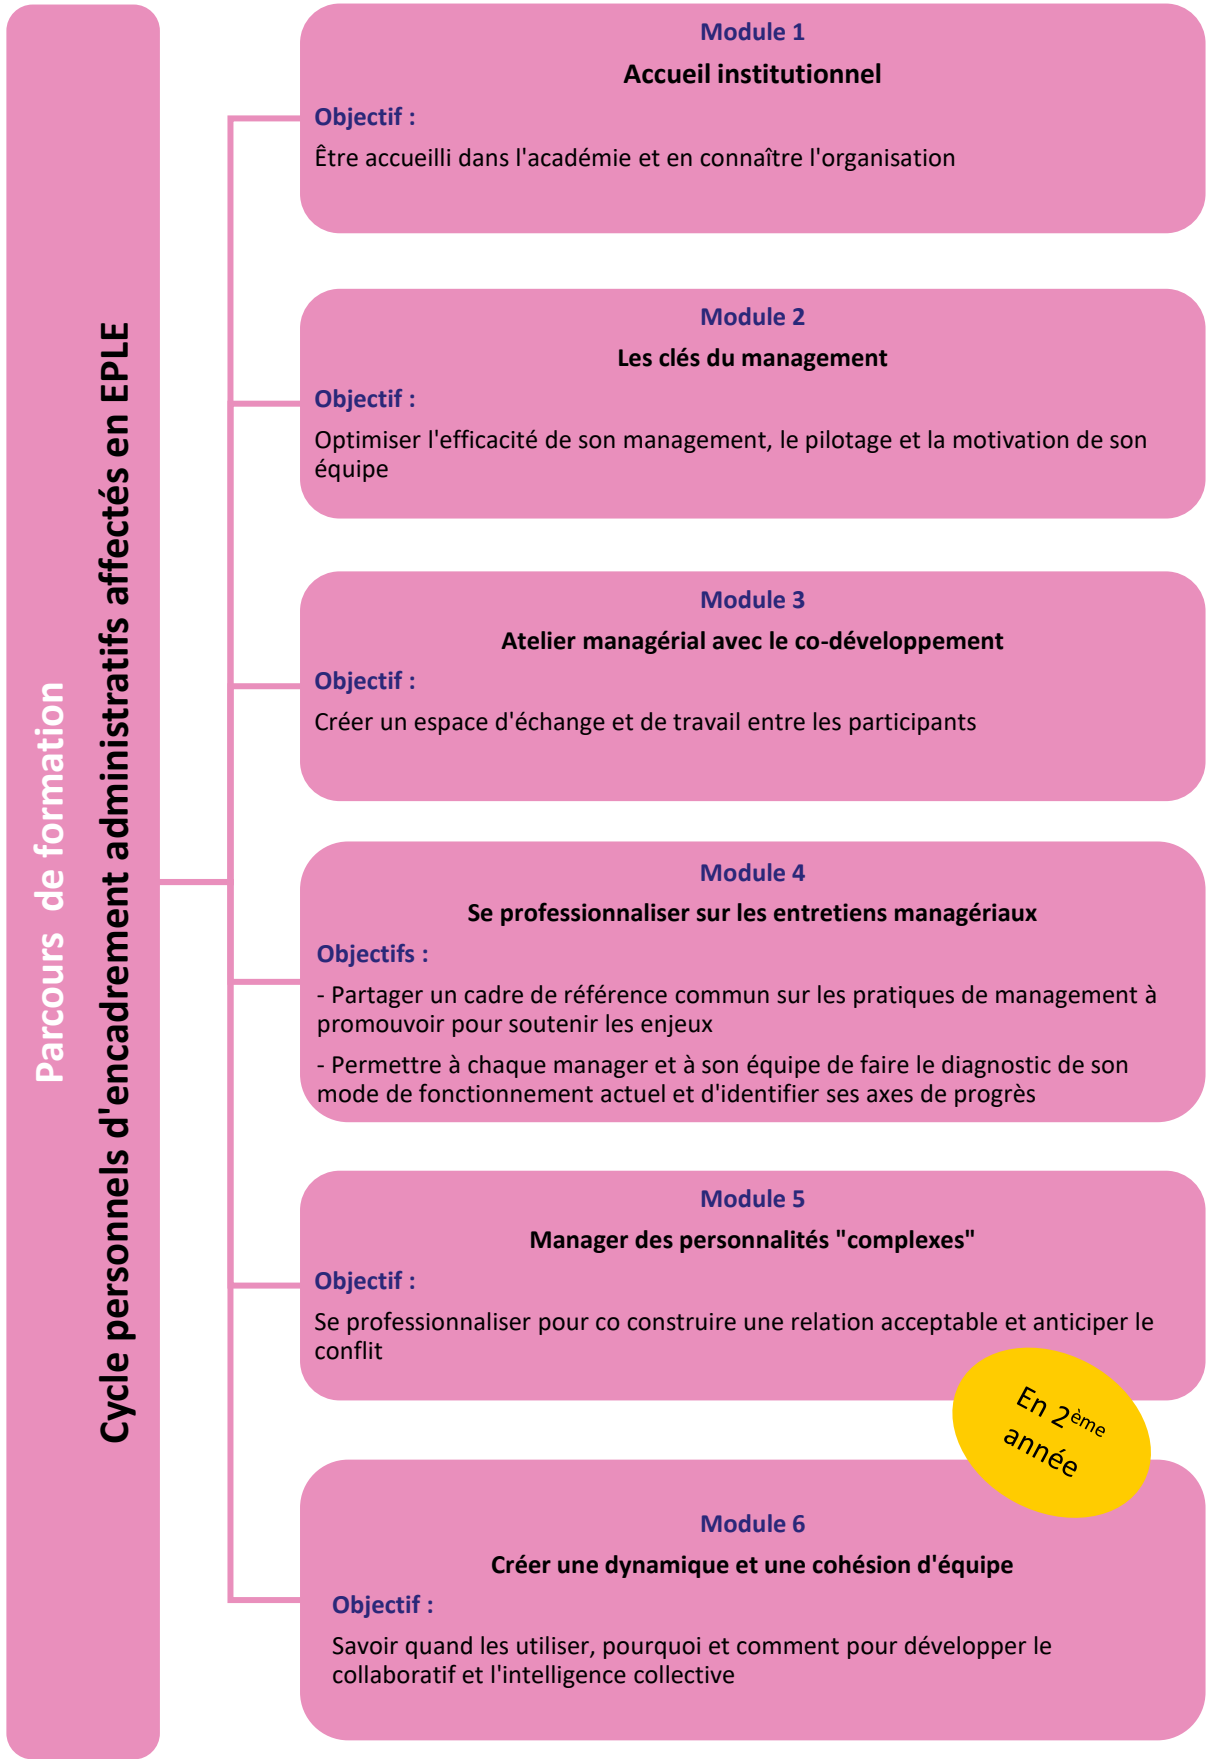 Parcours de formation
Cycle personnels d'encadrement administratifs affectés en EPLE
Module 1
Accueil institutionnel
Objectif :
Être accueilli dans l'académie et en connaître l'organisation
Module 2
Les clés du management
Objectif :
Optimiser l'efficacité de son management, le pilotage et la motivation de son
équipe
Module 3
Atelier managérial avec le co-développement
Objectif :
Créer un espace d'échange et de travail entre les participants
Module 4
Se professionnaliser sur les entretiens managériaux
Objectifs :
- Partager un cadre de référence commun sur les pratiques de management à
promouvoir pour soutenir les enjeux
- Permettre à chaque manager et à son équipe de faire le diagnostic de son
mode de fonctionnement actuel et d'identifier ses axes de progrès
Module 5
Manager des personnalités "complexes"
Objectif :
Se professionnaliser pour co construire une relation acceptable et anticiper le
conflit
En 2ème
année
Module 6
Créer une dynamique et une cohésion d'équipe
Objectif :
Savoir quand les utiliser, pourquoi et comment pour développer le
collaboratif et l'intelligence collective